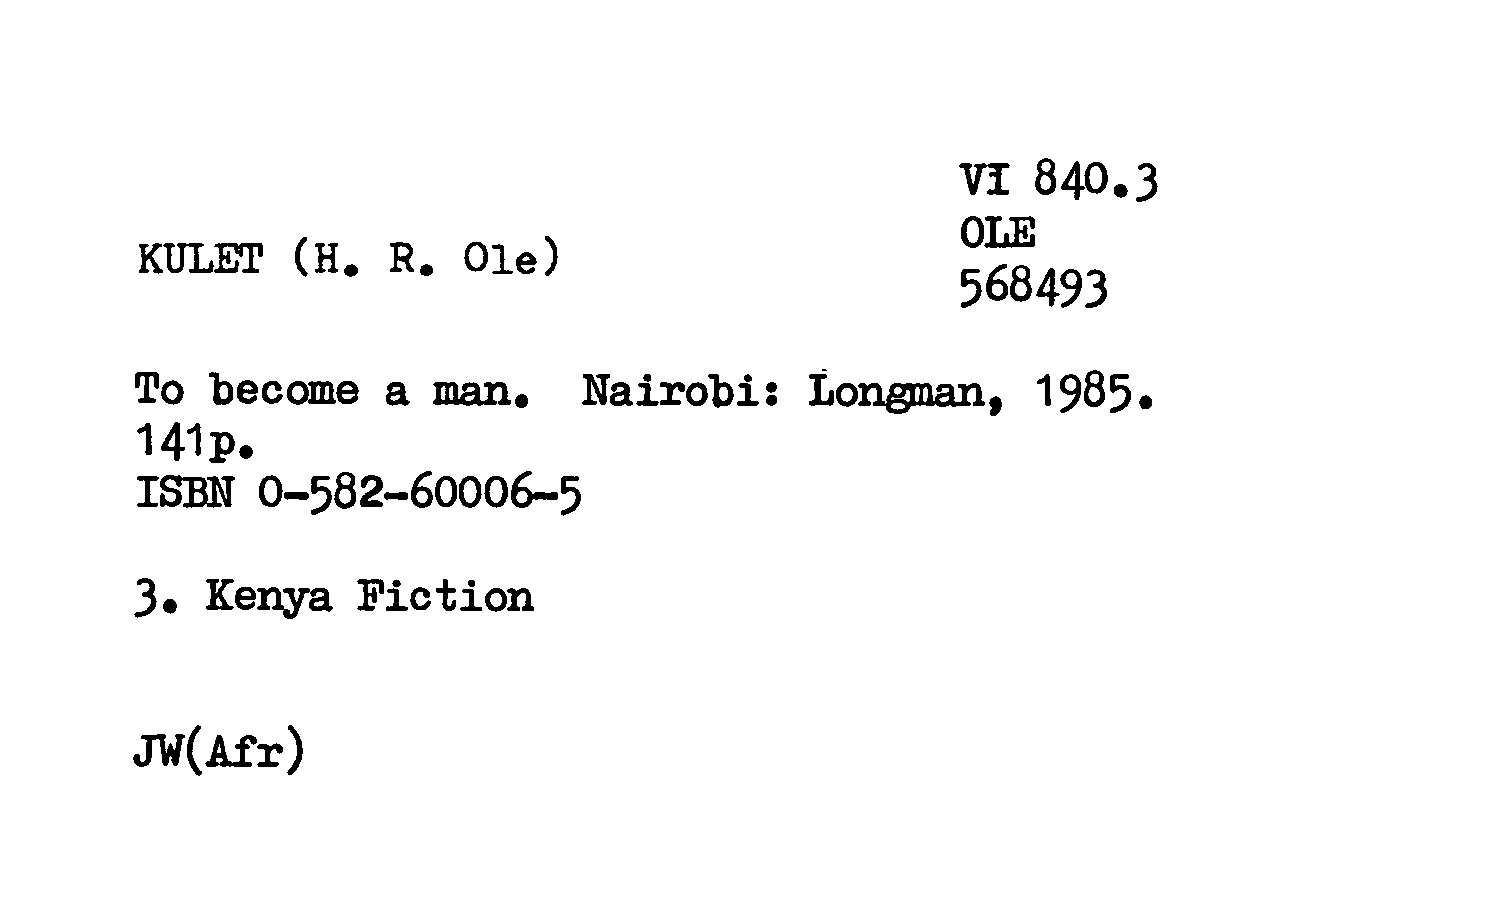 VI 840.3
OLE
KULET (H. R. Ole)
568493
To become a man. Nairobi: Longman, 1985.
141p.
ISBN 0-582-60006-5
3. Kenya Fiction
JW(Afr)